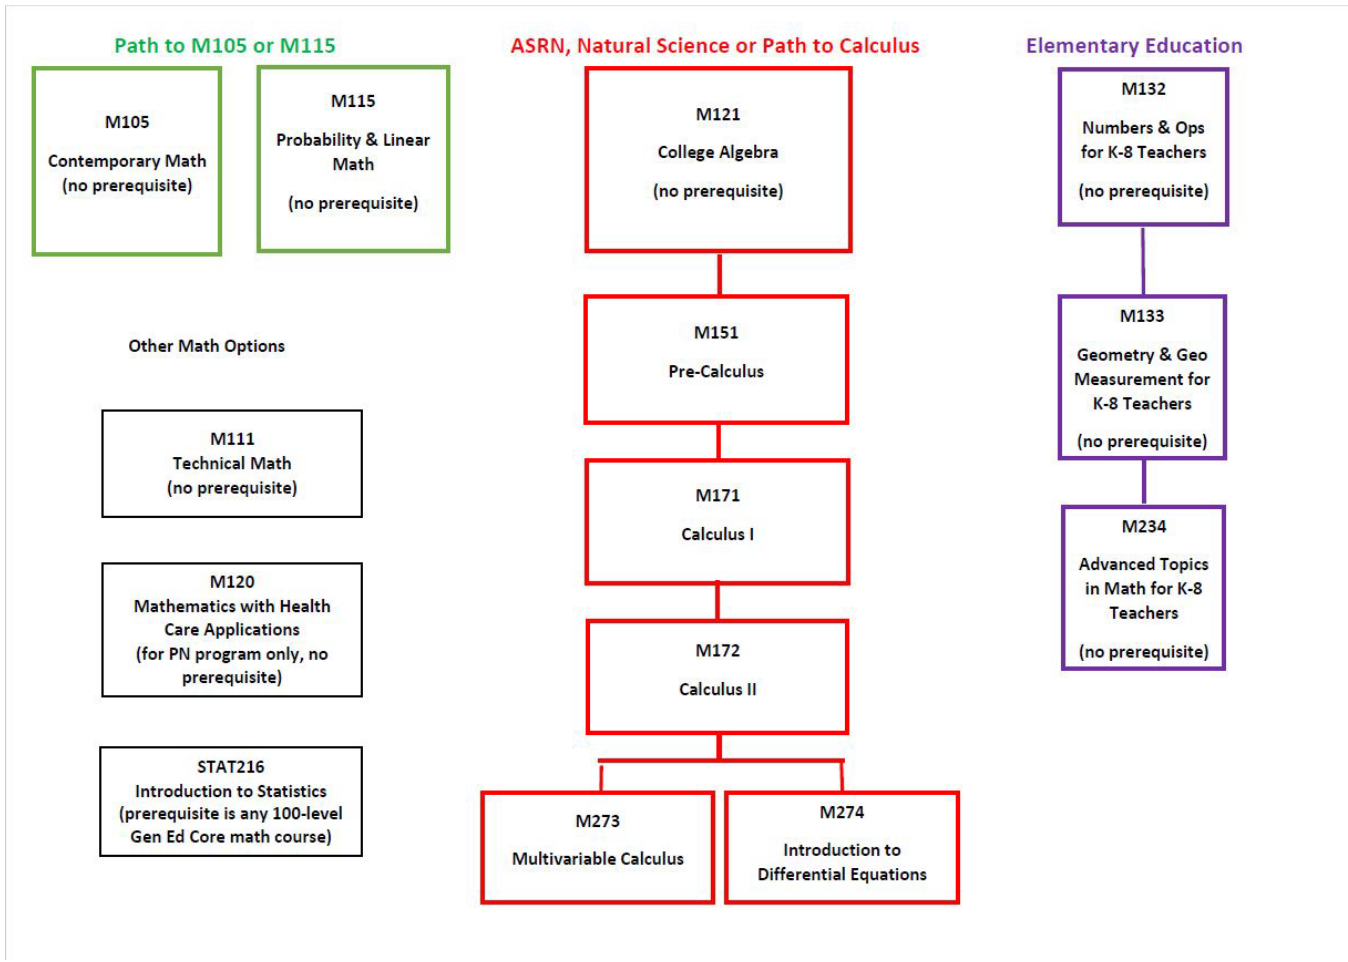 Path to M105 or M115
M105
Contemporary Math
(no prerequisite)
M115
Probability & Linear
Math
(no prerequisite)
Other Math Options
M111
Technical Math
(no prerequisite)
M120
Mathematics with Health
Care Applications
(for PN program only, no
prerequisite)
STAT216
Introduction to Statistics
(prerequisite is any 100-level
Gen Ed Core math course)
ASRN, Natural Science or Path to Calculus
M121
College Algebra
(no prerequisite)
M151
Pre-Calculus
M171
Calculus I
M172
Calculus II
M273
Multivariable Calculus
M274
Introduction to
Differential Equations
Elementary Education
M132
Numbers & Ops
for K-8 Teachers
(no prerequisite)
M133
Geometry & Geo
Measurement for
K-8 Teachers
(no prerequisite)
M234
Advanced Topics
in Math for K-8
Teachers
(no prerequisite)